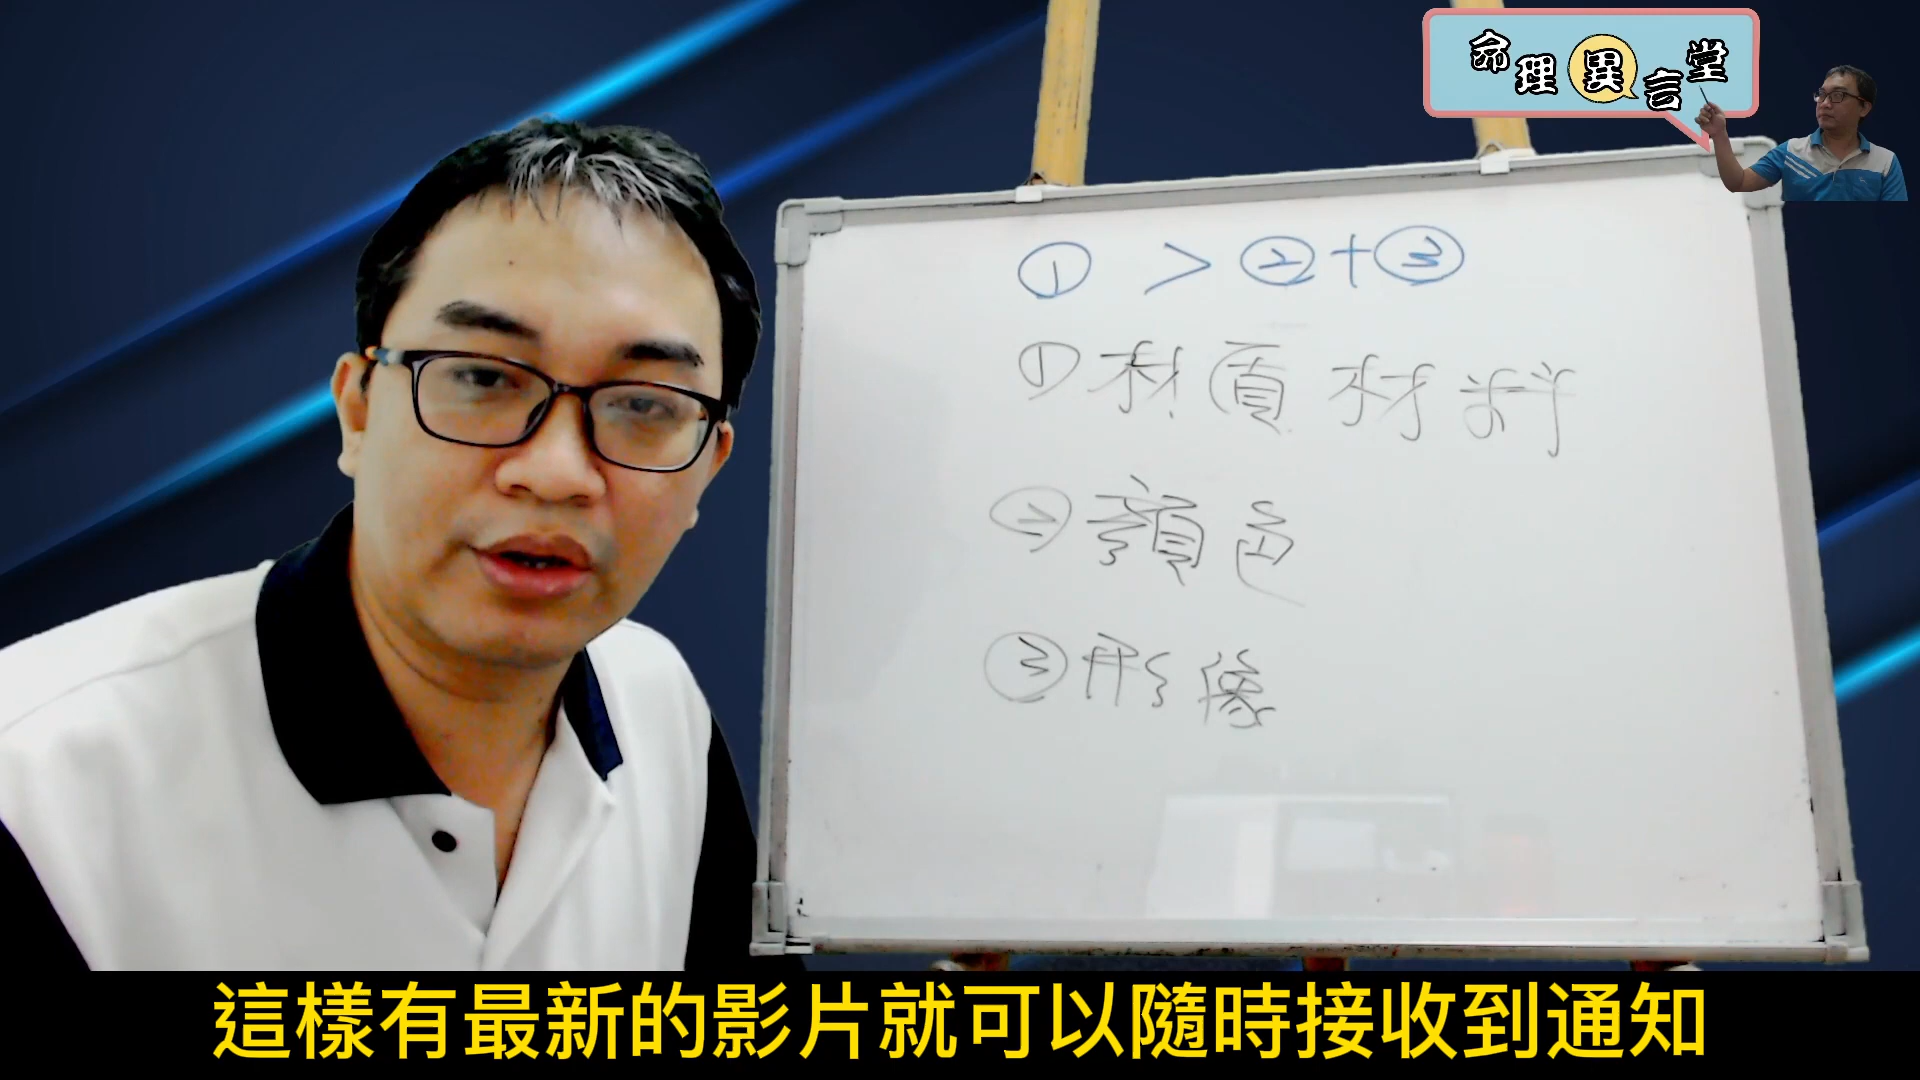 命理異言堂
① > ② + ③
① 材質材料
② 顏色
③ 形像
這樣有最新的影片就可以隨時接收到通知